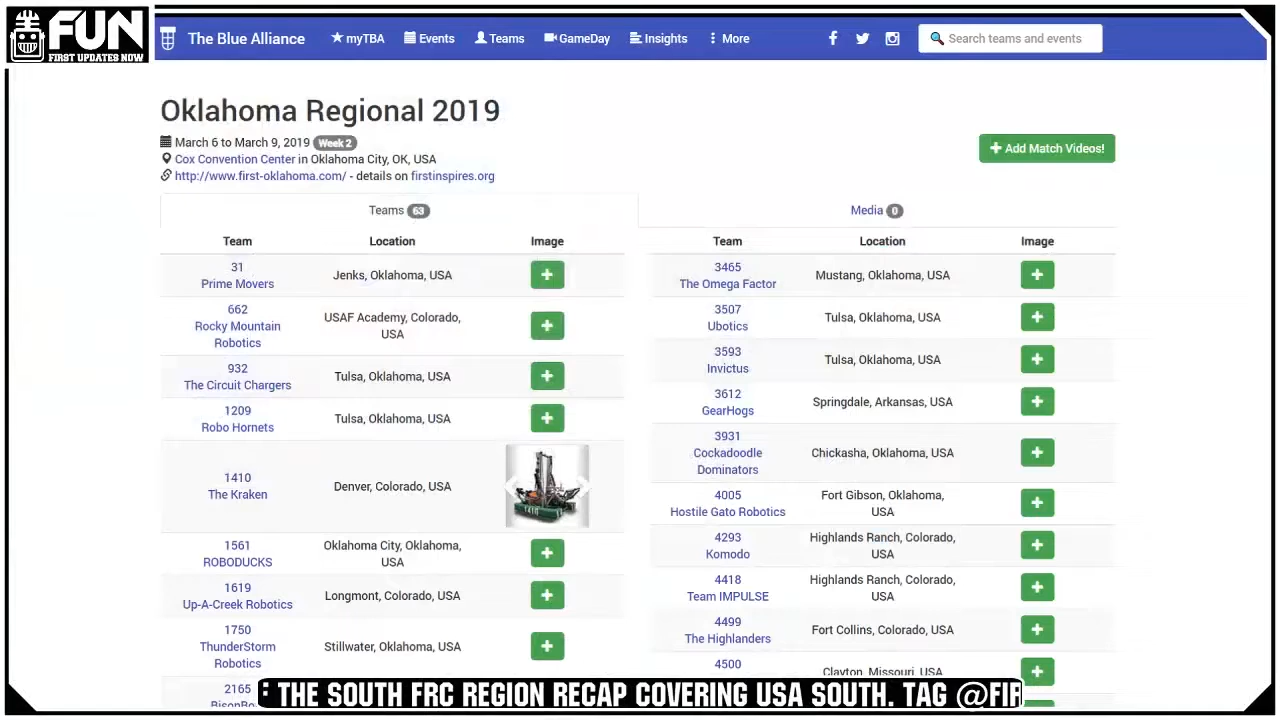 FUN
FIRST UPDATES NOW
The Blue Alliance
myTBA
Events
Teams
GameDay
Insights
More
Search teams and events
Oklahoma Regional 2019
March 6 to March 9, 2019 Week 2
Cox Convention Center in Oklahoma City, OK, USA
http://www.first-oklahoma.com/ - details on firstinspires.org
Add Match Videos!
Teams 63
Team Location Image
31
Prime Movers
Jenks, Oklahoma, USA
662
Rocky Mountain
Robotics
USAF Academy, Colorado,
USA
932
The Circuit Chargers
Tulsa, Oklahoma, USA
1209
Robo Hornets
Tulsa, Oklahoma, USA
1410
The Kraken
Denver, Colorado, USA
1410
1561
ROBODUCKS
Oklahoma City, Oklahoma,
USA
1619
Up-A-Creek Robotics
Longmont, Colorado, USA
1750
ThunderStorm
Robotics
Stillwater, Oklahoma, USA
2165
Media 0
Team Location Image
3465
The Omega Factor
Mustang, Oklahoma, USA
3507
Ubotics
Tulsa, Oklahoma, USA
3593
Invictus
Tulsa, Oklahoma, USA
3612
GearHogs
Springdale, Arkansas, USA
3931
Cockadoodle
Dominators
Chickasha, Oklahoma, USA
4005
Hostile Gato Robotics
Fort Gibson, Oklahoma,
USA
4293
Komodo
Highlands Ranch, Colorado,
USA
4418
Team IMPULSE
Highlands Ranch, Colorado,
USA
4499
The Highlanders
Fort Collins, Colorado, USA
4500
Clayton, Missouri, USA
THE SOUTH FRC REGION RECAP COVERING USA SOUTH. TAG @FIR